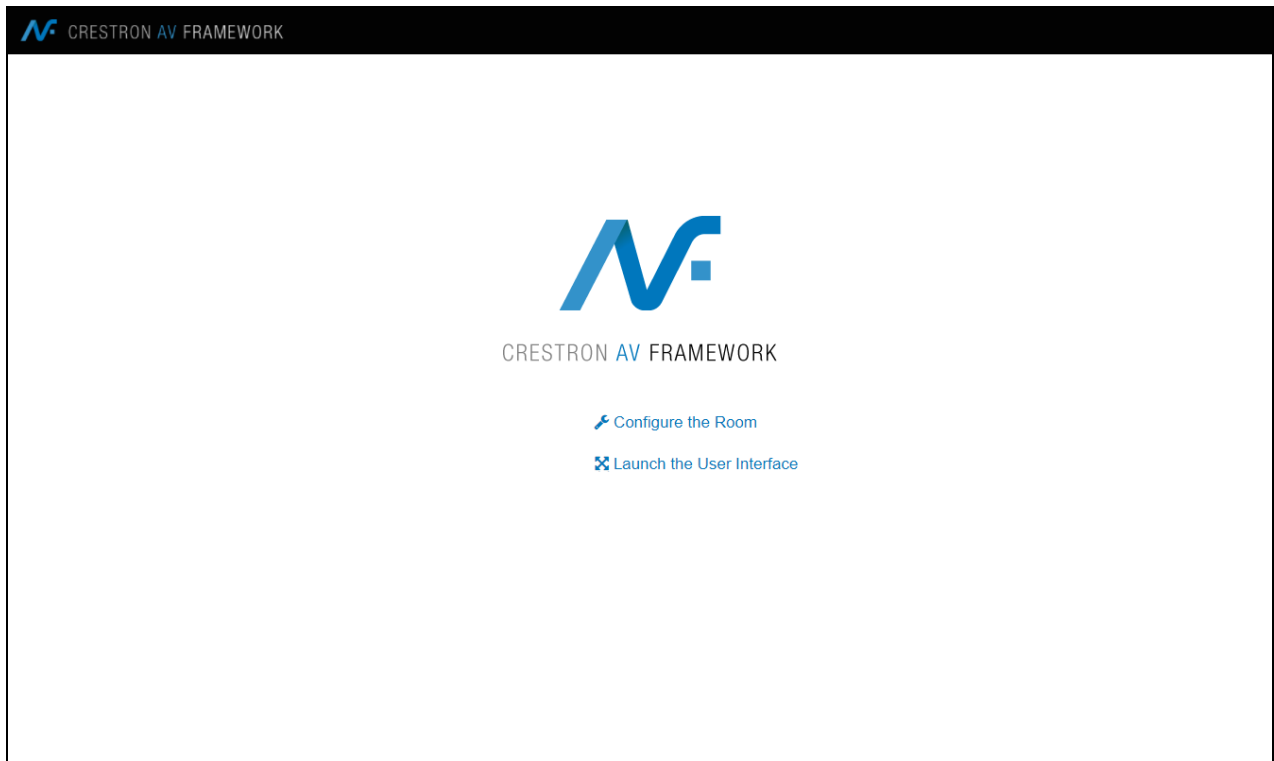 CRESTRON AV FRAMEWORK
CRESTRON AV FRAMEWORK
Configure the Room
Launch the User Interface